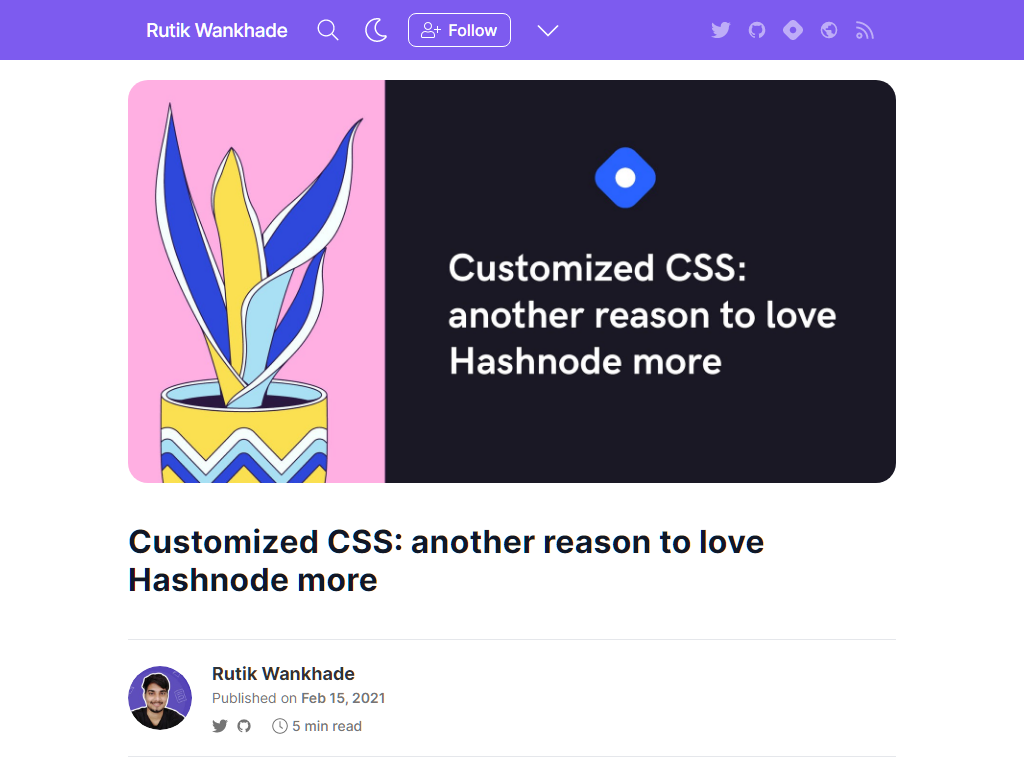 Rutik Wankhade
Follow
Customized CSS:
another reason to love
Hashnode more
Customized CSS: another reason to love
Hashnode more
Rutik Wankhade
Published on Feb 15, 2021
5 min read